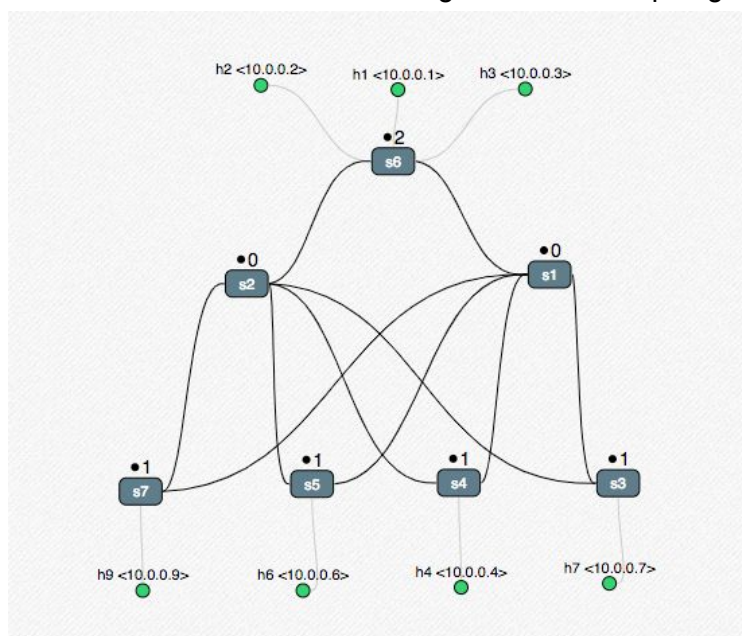 h2 <10.0.0.2>
h1 <10.0.0.1>
h3 <10.0.0.3>
2
s6
0
s2
0
s1
1
s7
1
s5
1
s4
1
s3
h9 <10.0.0.9>
h6 <10.0.0.6>
h4 <10.0.0.4>
h7 <10.0.0.7>